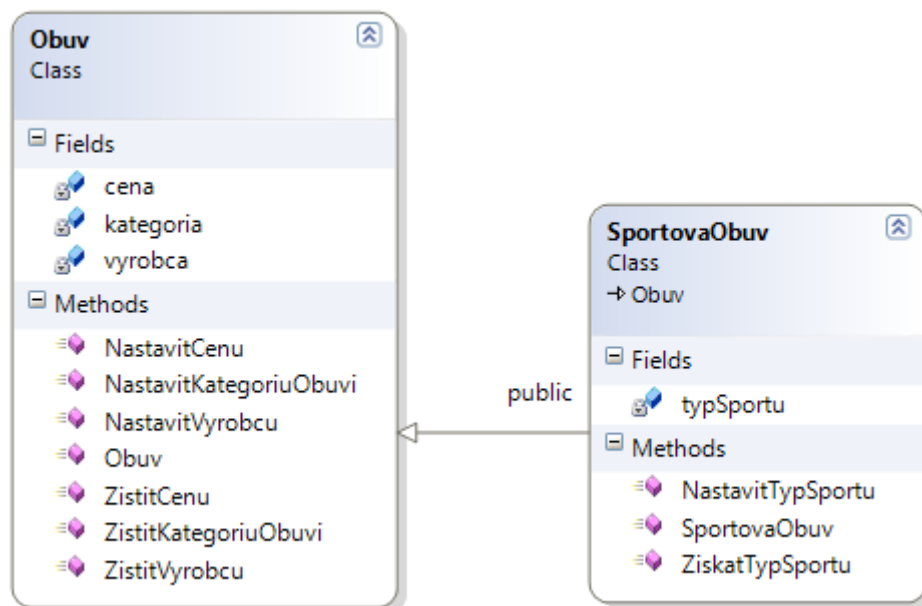 Obuv
Class
Fields
cena
kategoria
vyrobca
Methods
NastavitCenu
NastavitKategoriuObuvi
NastavitVyrobcu
Obuv
ZistitCenu
ZistitKategoriuObuvi
ZistitVyrobcu
public
SportovaObuv
Class
Obuv
Fields
typSportu
Methods
NastavitTypSportu
SportovaObuv
ZiskatTypSportu